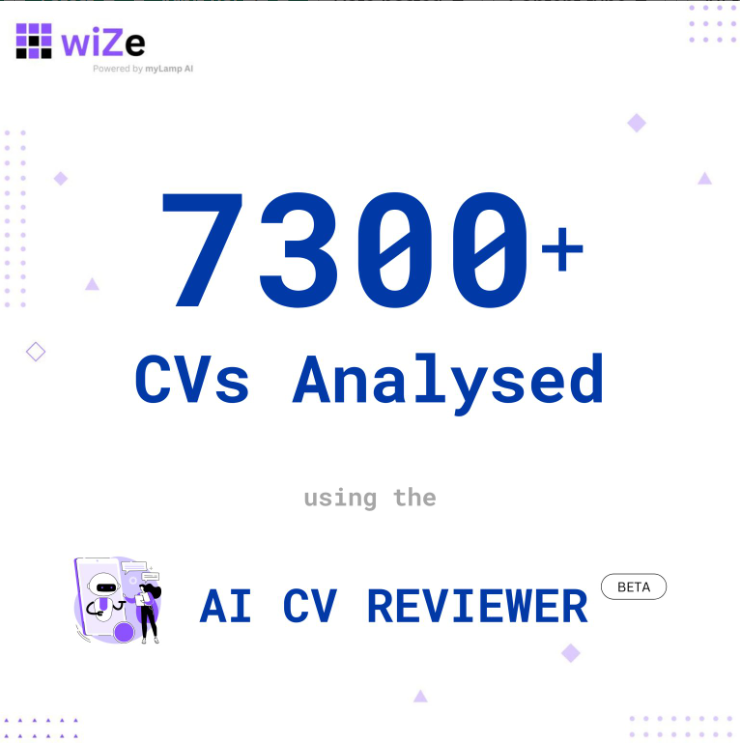 wiZe
Powered by myLamp AI
7300+
CVs Analysed
using the
AI CV REVIEWER
BETA